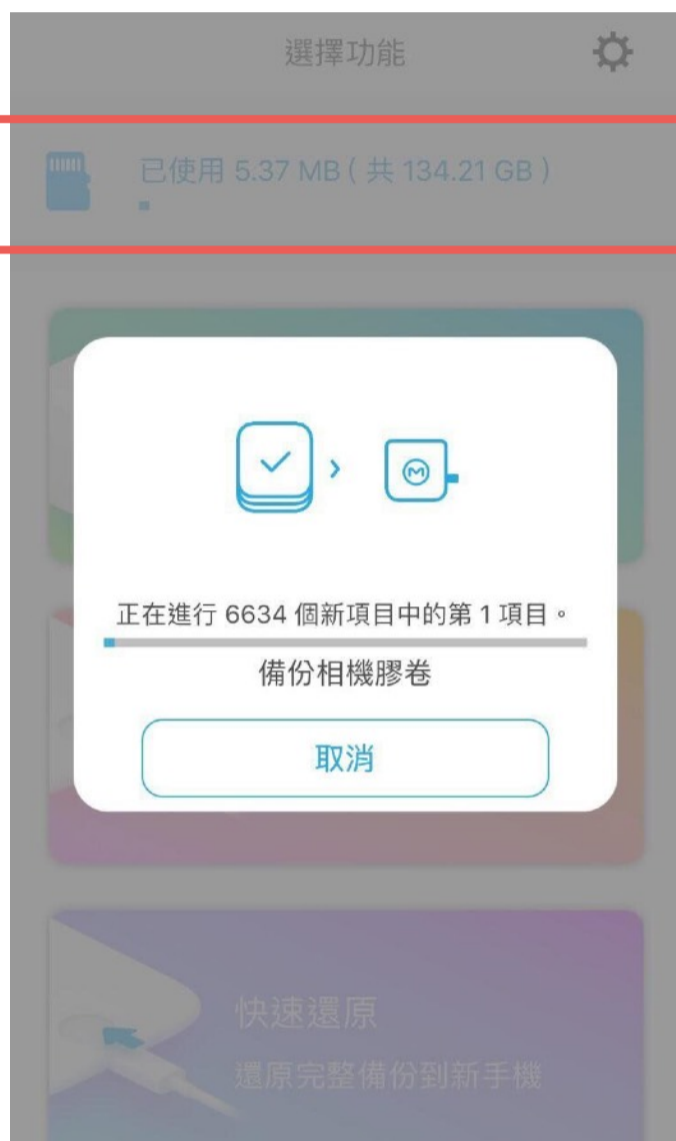 選擇功能
已使用 5.37 MB ( 共 134.21 GB )
正在進行 6634 個新項目中的第 1 項目。
備份相機膠卷
取消
快速還原
還原完整備份到新手機